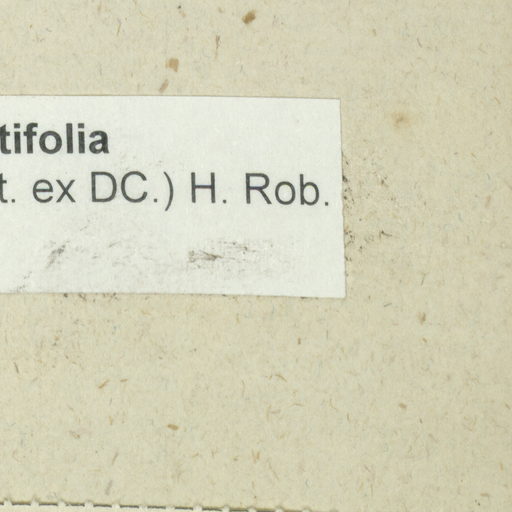 tifolia
t. ex DC.) H. Rob.